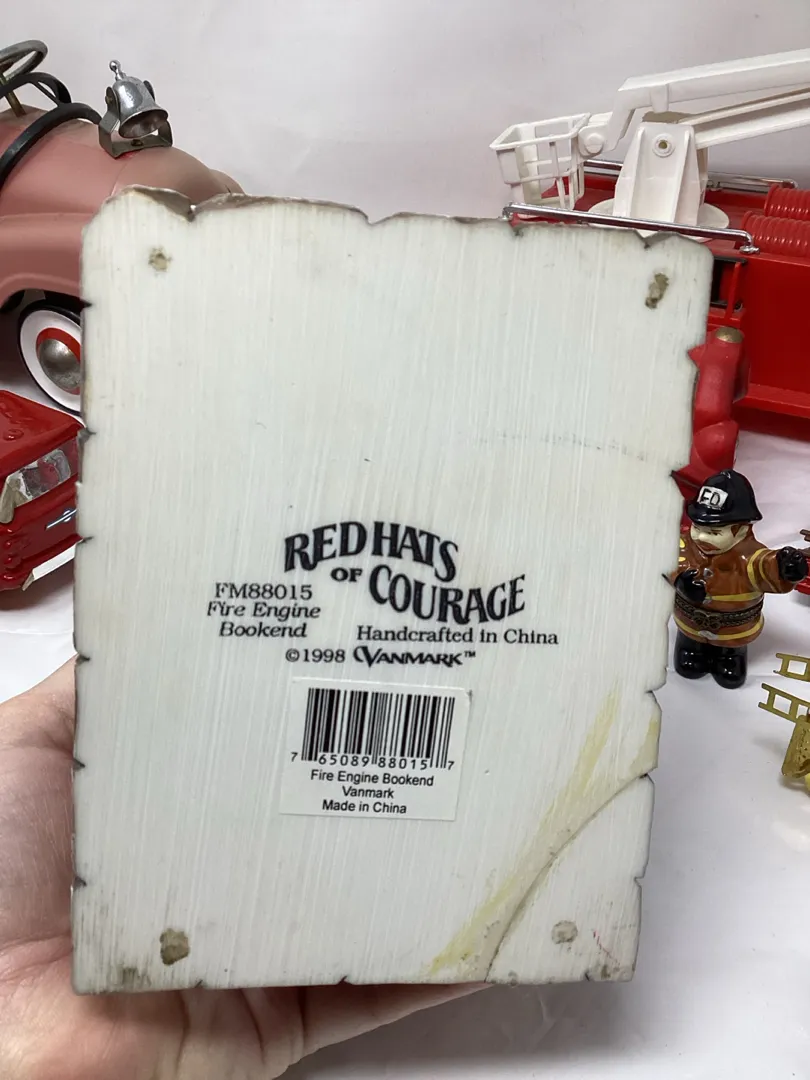 FD
RED HATS
OF COURAGE
FM88015
Fire Engine
Bookend
Handcrafted in China
©1998 VANMARK™
7 65089 88015 7
Fire Engine Bookend
Vanmark
Made in China